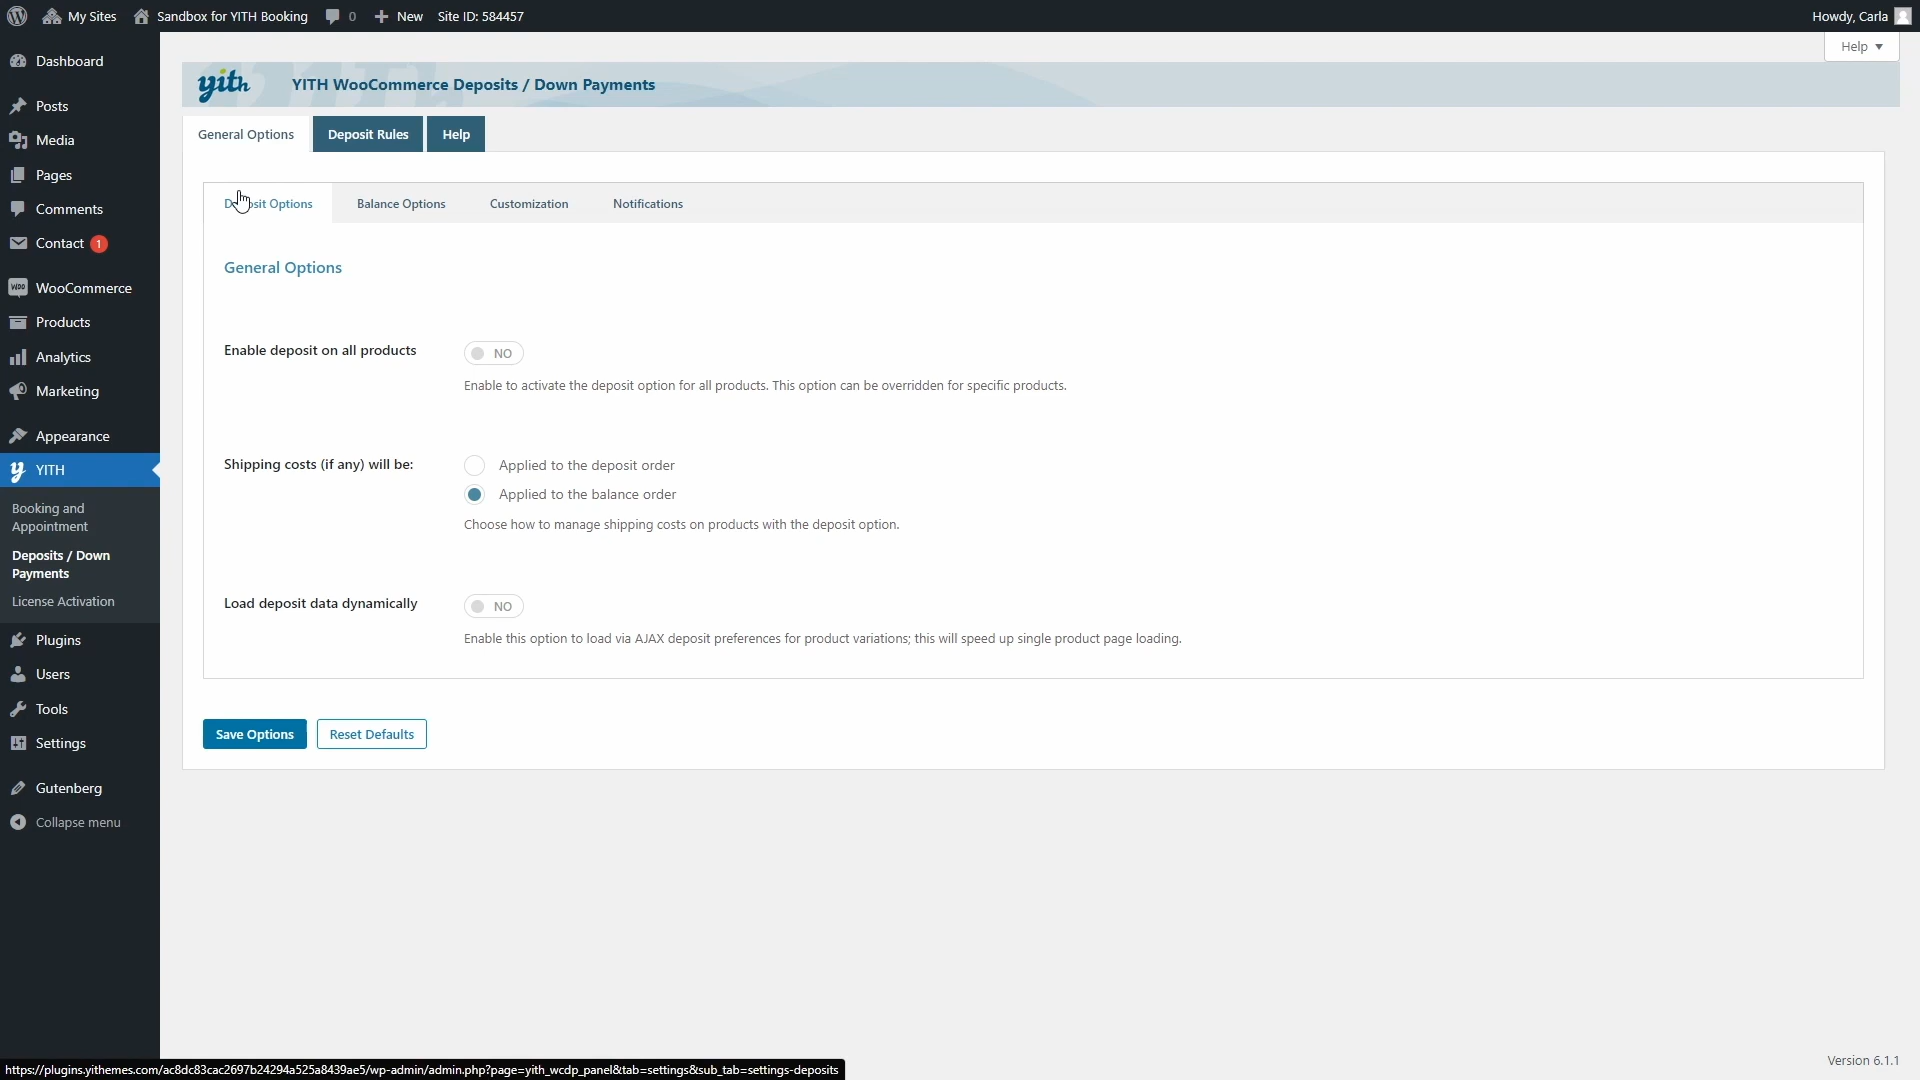 My Sites Sandbox for YITH Booking 0 New Site ID: 584457 Howdy, Carla
Help
Dashboard
Posts
Media
Pages
Comments
Contact 1
WooCommerce
Products
Analytics
Marketing
Appearance
YITH
Booking and
Appointment
Deposits / Down
Payments
License Activation
Plugins
Users
Tools
Settings
Gutenberg
Collapse menu
yith YITH WooCommerce Deposits / Down Payments
General Options Deposit Rules Help
Deposit Options Balance Options Customization Notifications
General Options
Enable deposit on all products NO
Enable to activate the deposit option for all products. This option can be overridden for specific products.
Shipping costs (if any) will be: Applied to the deposit order
Applied to the balance order
Choose how to manage shipping costs on products with the deposit option.
Load deposit data dynamically NO
Enable this option to load via AJAX deposit preferences for product variations; this will speed up single product page loading.
Save Options Reset Defaults
Version 6.1.1
https://plugins.yithemes.com/ac8dc83cac2697b24294a525a8439ae5/wp-admin/admin.php?page=yith_wcdp_panel&tab=settings&sub_tab=settings-deposits